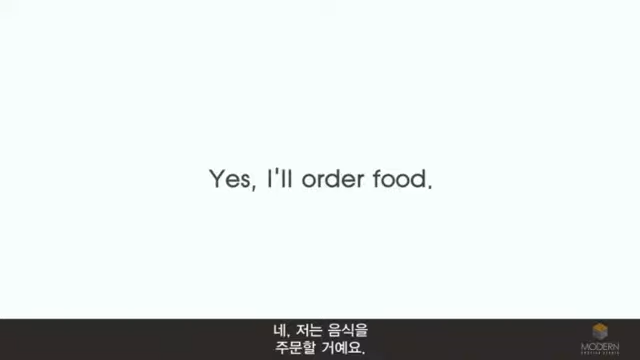 Yes, I'll order food.
네, 저는 음식을
주문할 거예요.
MODERN